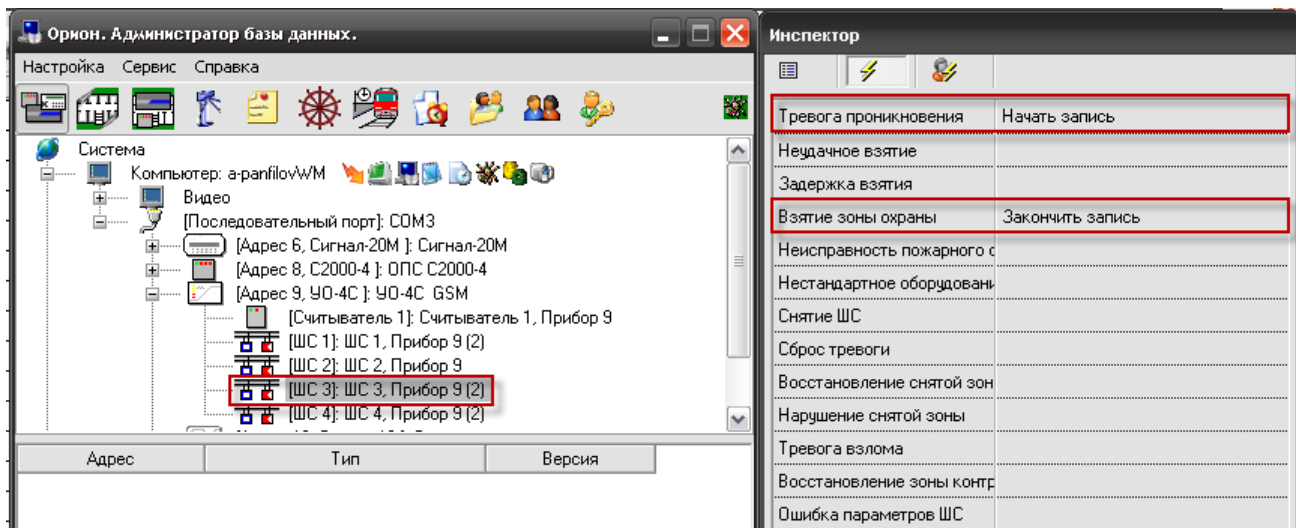 Орион. Администратор базы данных.
Настройка Сервис Справка
Система
Компьютер: a-panfilovWM
Видео
[Последовательный порт]: COM3
[Адрес 6, Сигнал-20М ]: Сигнал-20М
[Адрес 8, С2000-4 ]: ОПС С2000-4
[Адрес 9, УО-4С ]: УО-4С GSM
[Считыватель 1]: Считыватель 1, Прибор 9
[ШС 1]: ШС 1, Прибор 9 (2)
[ШС 2]: ШС 2, Прибор 9
[ШС 3]: ШС 3, Прибор 9 (2)
[ШС 4]: ШС 4, Прибор 9 (2)
Адрес Тип Версия
Инспектор
Тревога проникновения Начать запись
Неудачное взятие
Задержка взятия
Взятие зоны охраны Закончить запись
Неисправность пожарного о
Нестандартное оборудовани
Снятие ШС
Сброс тревоги
Восстановление снятой зон
Нарушение снятой зоны
Тревога взлома
Восстановление зоны контр
Ошибка параметров ШС